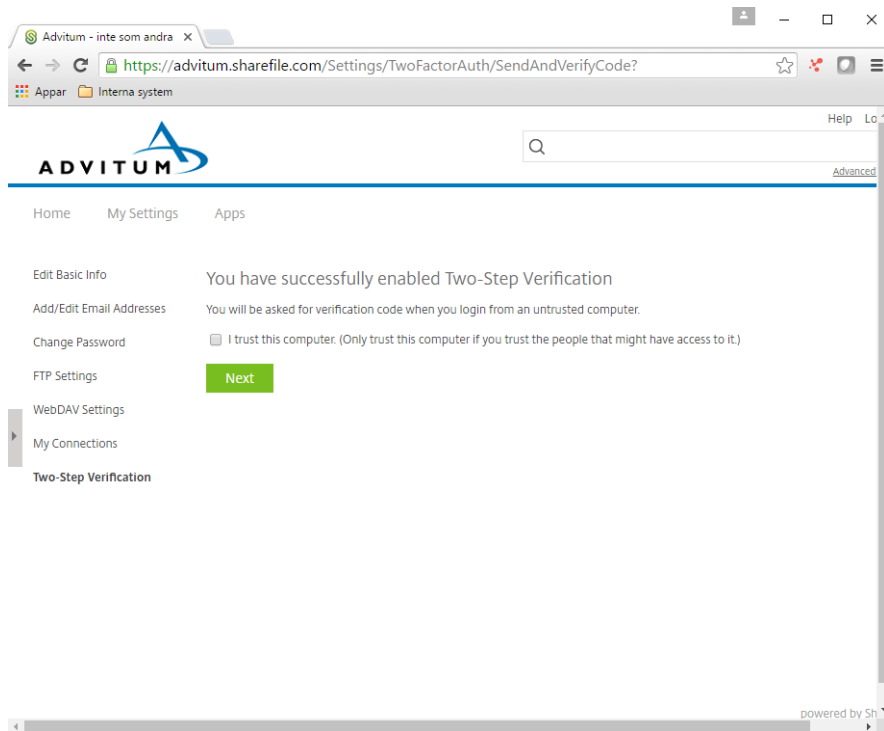 Advitum - inte som andra
https://advitum.sharefile.com/Settings/TwoFactorAuth/SendAndVerifyCode?
Appar Interna system
Help
ADVITUM
Advanced
Home My Settings Apps
Edit Basic Info
You have successfully enabled Two-Step Verification
Add/Edit Email Addresses
You will be asked for verification code when you login from an untrusted computer.
Change Password
I trust this computer. (Only trust this computer if you trust the people that might have access to it.)
FTP Settings
Next
WebDAV Settings
My Connections
Two-Step Verification
powered by